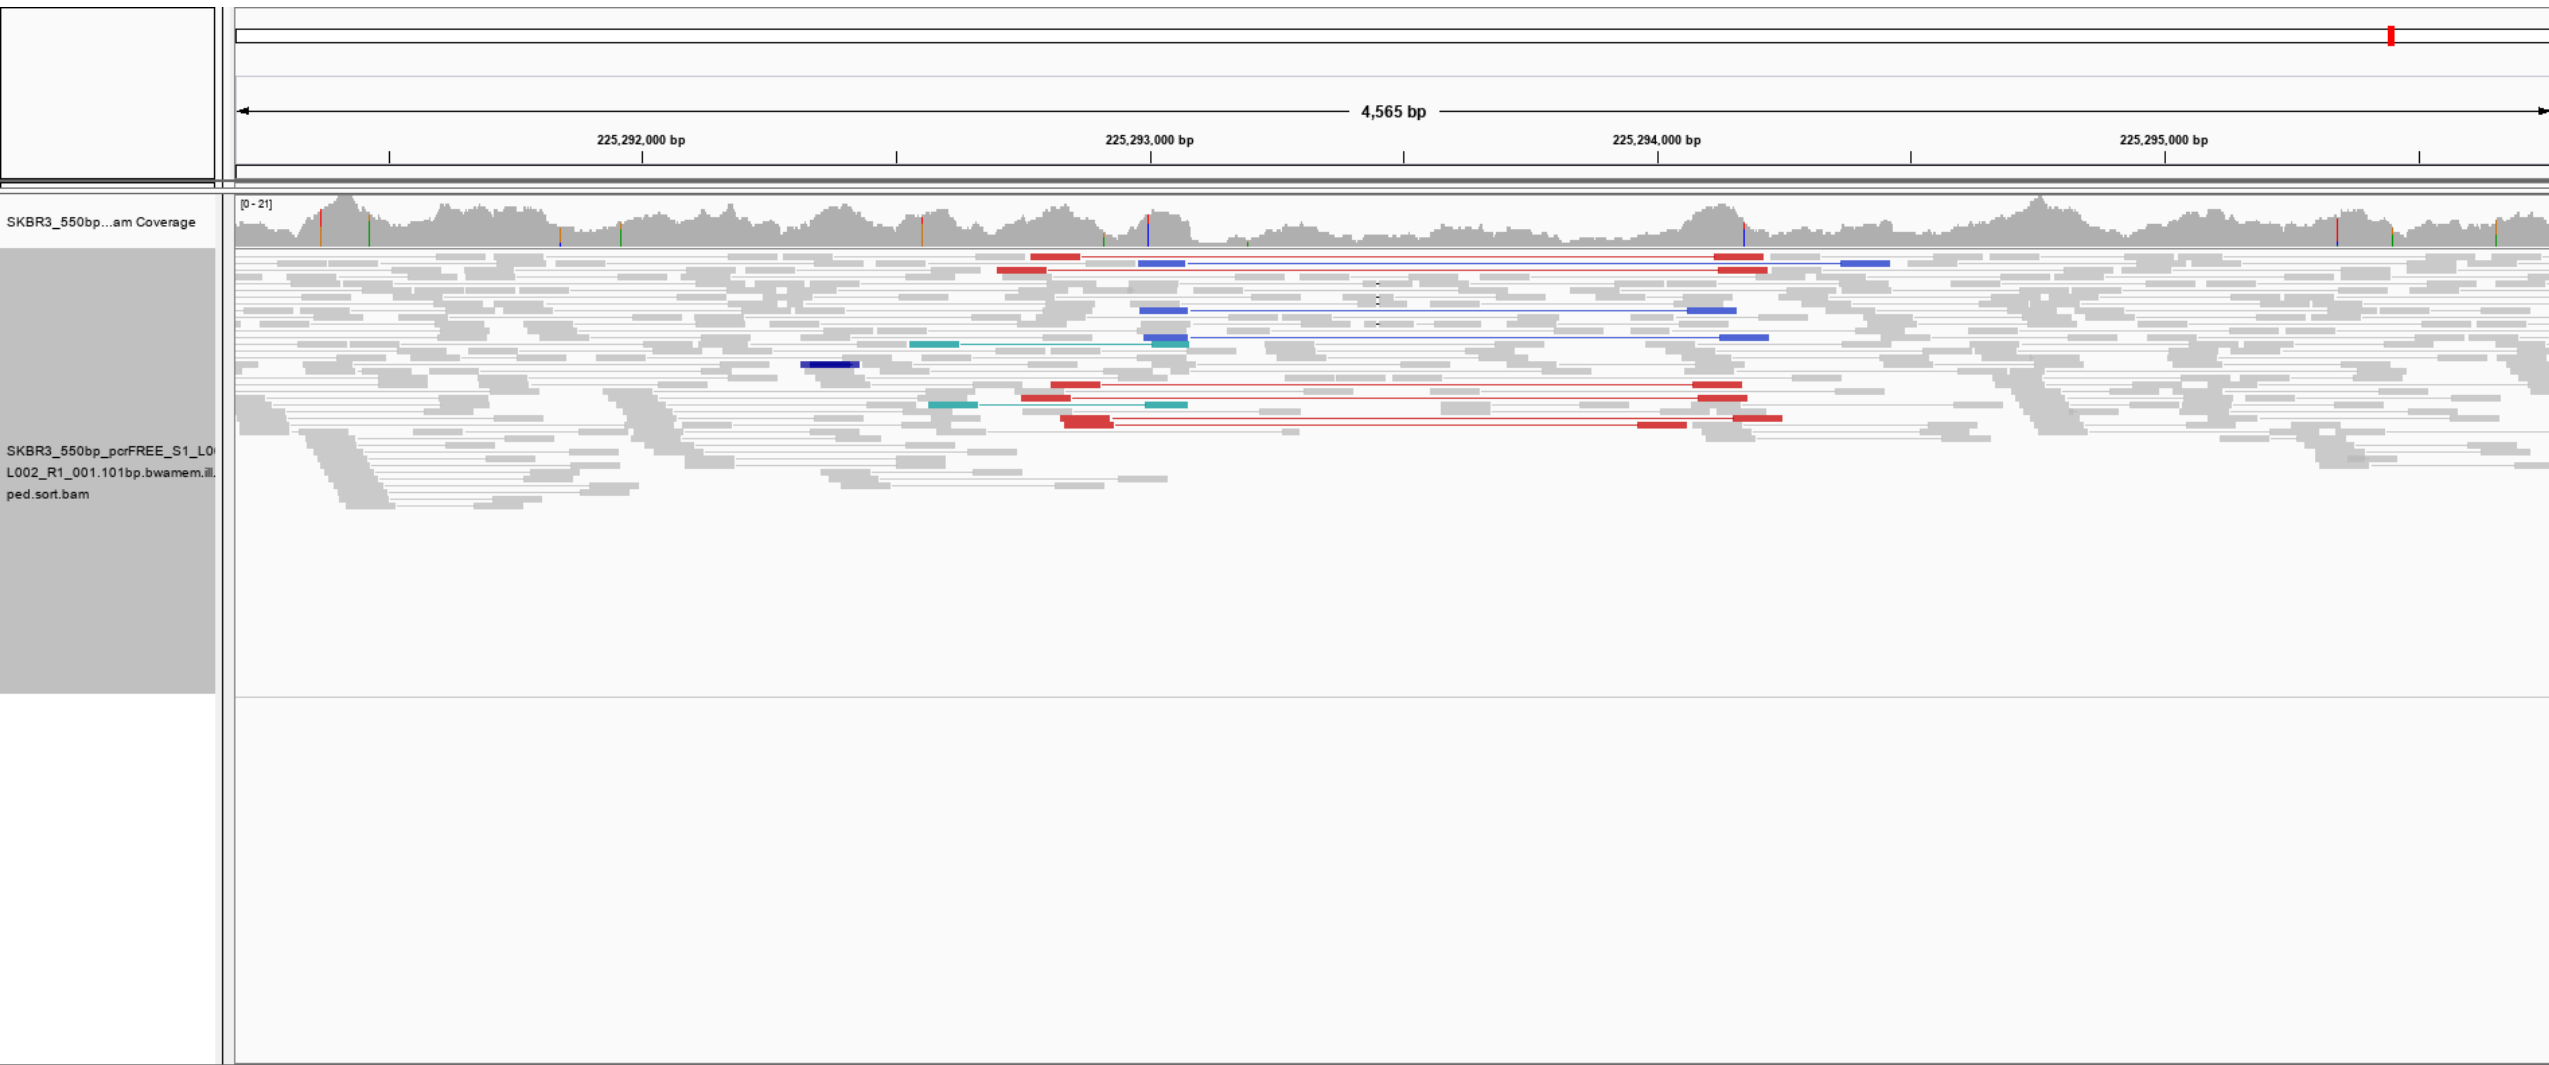 4,565 bp
225,292,000 bp 225,293,000 bp 225,294,000 bp 225,295,000 bp
[0 - 21]
SKBR3_550bp...am Coverage
SKBR3_550bp_pcrFREE_S1_L00
L002_R1_001.101bp.bwamem.ill.
ped.sort.bam